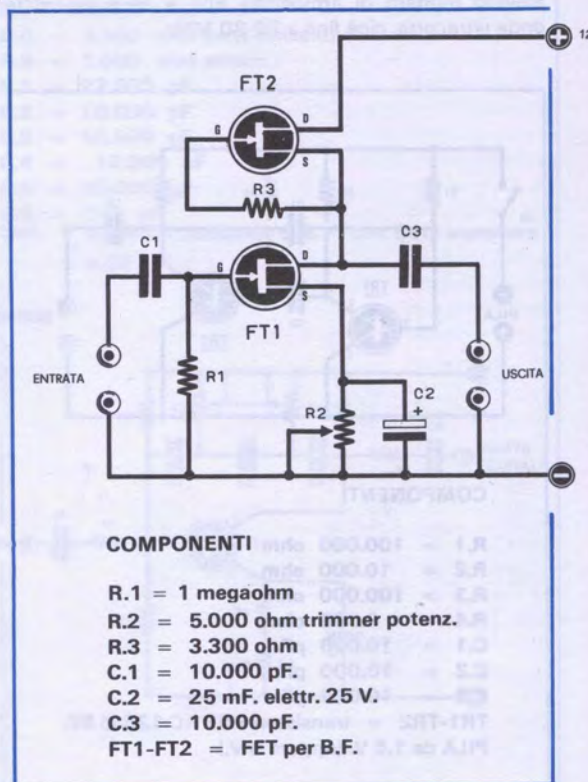 12
FT2
D
G
S
R3
C1
C3
G
D
S
FT1
ENTRATA
R1
USCITA
R2
C2
+
COMPONENTI
R.1 = 1 megaohm
R.2 = 5.000 ohm trimmer potenz.
R.3 = 3.300 ohm
C.1 = 10.000 pF.
C.2 = 25 mF. elettr. 25 V.
C.3 = 10.000 pF.
FT1-FT2 = FET per B.F.